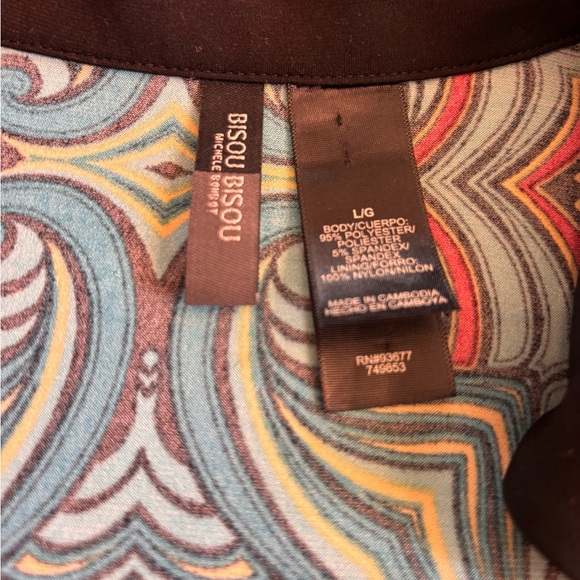 BISOU BISOU
MICHELE BOHBOT
L/G
BODY/CUERPO:
95% POLYESTER/
POLIESTER
5% SPANDEX/
SPANDEX
LINING/FORRO:
100% NYLON/NILON
MADE IN CAMBODIA
HECHO EN CAMBOYA
RN#93677
749653